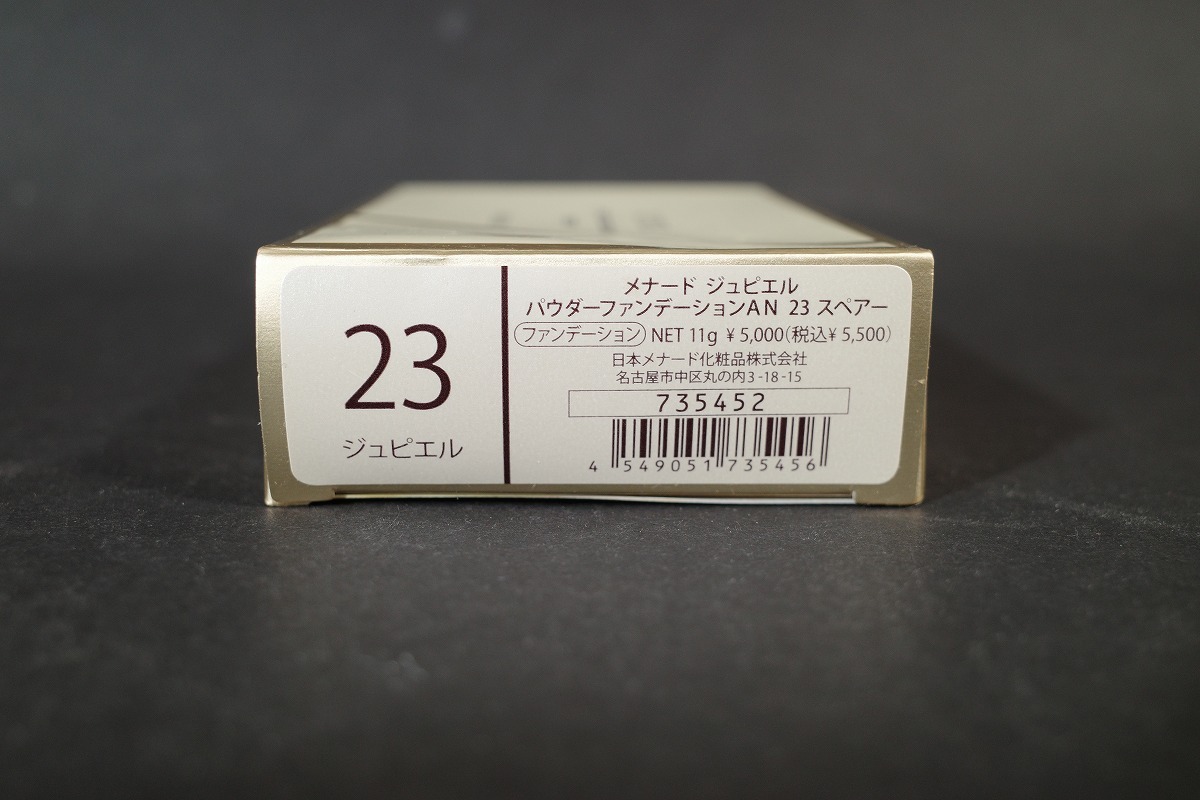 23
ジュピエル
メナード ジュピエル
パウダーファンデーションAN 23 スペアー
ファンデーション NET 11g ¥5,000(税込¥5,500)
日本メナード化粧品株式会社
名古屋市中区丸の内3-18-15
735452
4 549051 735456